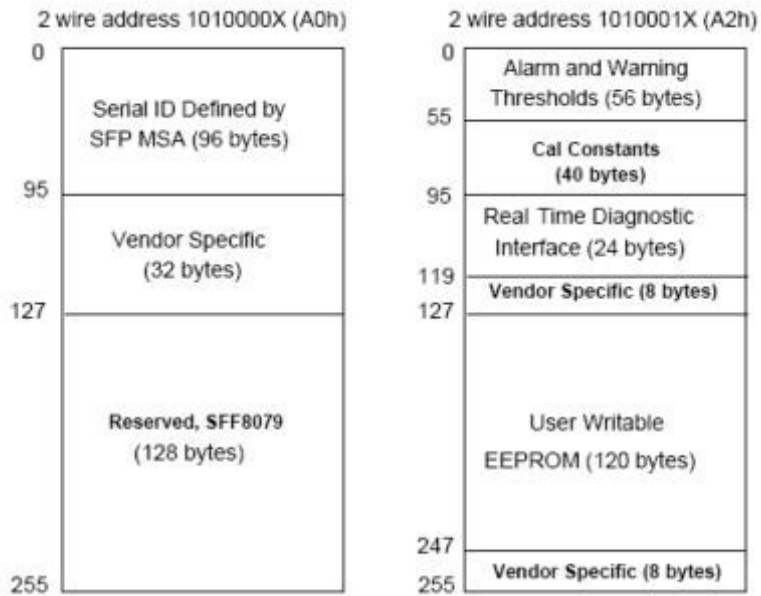 2 wire address 1010000X (A0h)
0
Serial ID Defined by
SFP MSA (96 bytes)
95
Vendor Specific
(32 bytes)
127
Reserved, SFF8079
(128 bytes)
255
2 wire address 1010001X (A2h)
0
Alarm and Warning
Thresholds (56 bytes)
55
Cal Constants
(40 bytes)
95
Real Time Diagnostic
Interface (24 bytes)
119
Vendor Specific (8 bytes)
127
User Writable
EEPROM (120 bytes)
247
Vendor Specific (8 bytes)
255